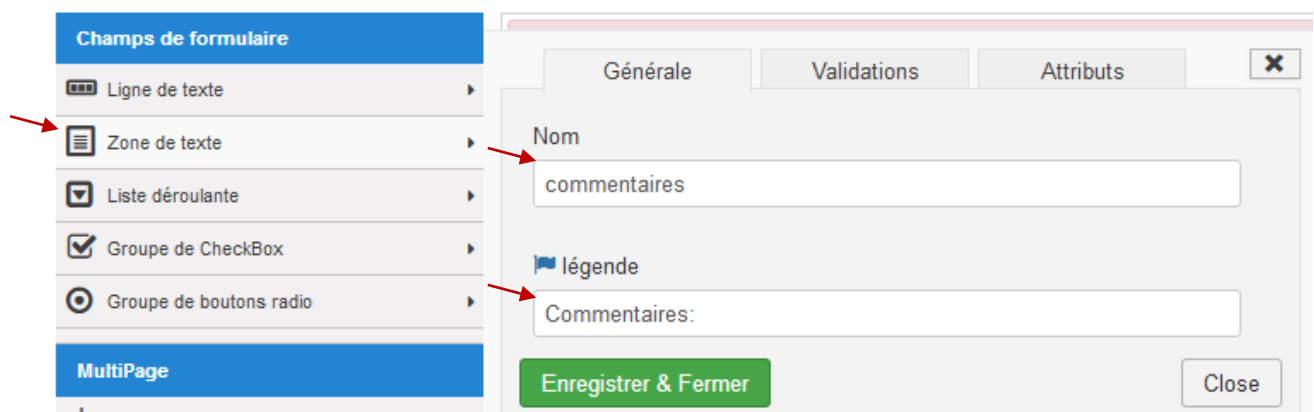 Champs de formulaire
Ligne de texte
Zone de texte
Liste déroulante
Groupe de CheckBox
Groupe de boutons radio
MultiPage
Générale Validations Attributs
Nom
commentaires
légende
Commentaires:
Enregistrer & Fermer Close